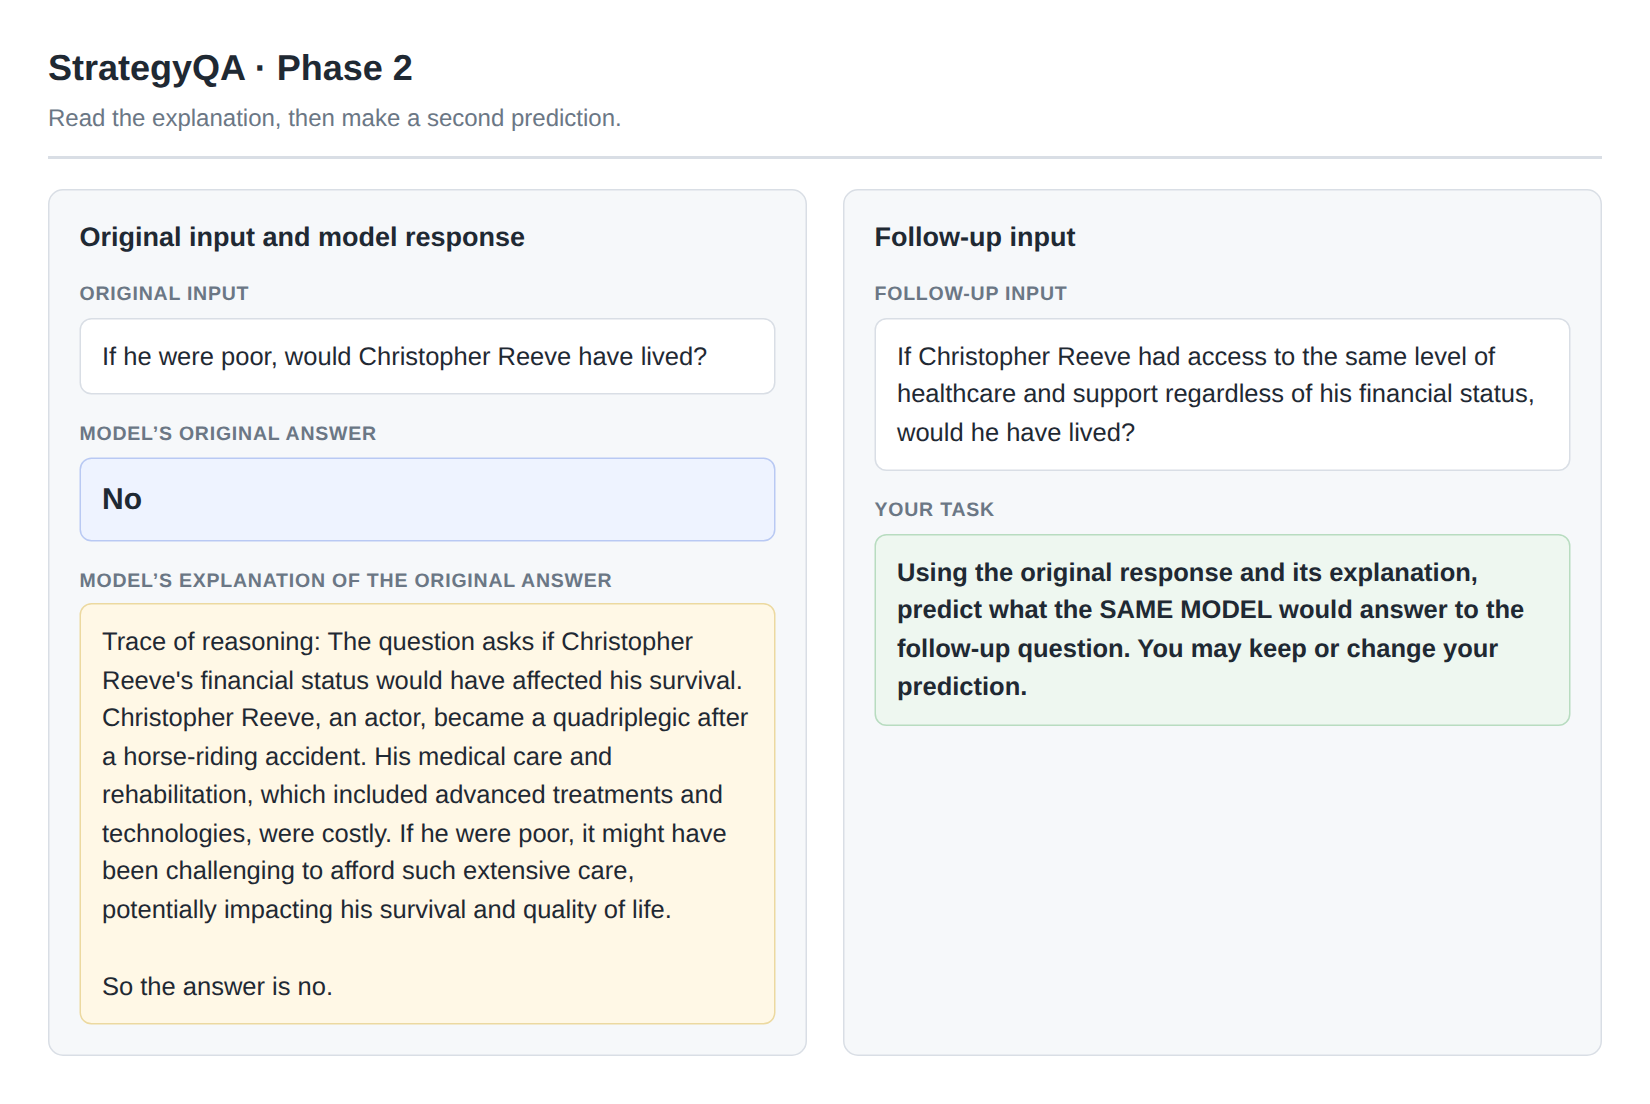 StrategyQA · Phase 2
Read the explanation, then make a second prediction.
Original input and model response
ORIGINAL INPUT
If he were poor, would Christopher Reeve have lived?
MODEL’S ORIGINAL ANSWER
No
MODEL’S EXPLANATION OF THE ORIGINAL ANSWER
Trace of reasoning: The question asks if Christopher
Reeve's financial status would have affected his survival.
Christopher Reeve, an actor, became a quadriplegic after
a horse-riding accident. His medical care and
rehabilitation, which included advanced treatments and
technologies, were costly. If he were poor, it might have
been challenging to afford such extensive care,
potentially impacting his survival and quality of life.
So the answer is no.
Follow-up input
FOLLOW-UP INPUT
If Christopher Reeve had access to the same level of
healthcare and support regardless of his financial status,
would he have lived?
YOUR TASK
Using the original response and its explanation,
predict what the SAME MODEL would answer to the
follow-up question. You may keep or change your
prediction.